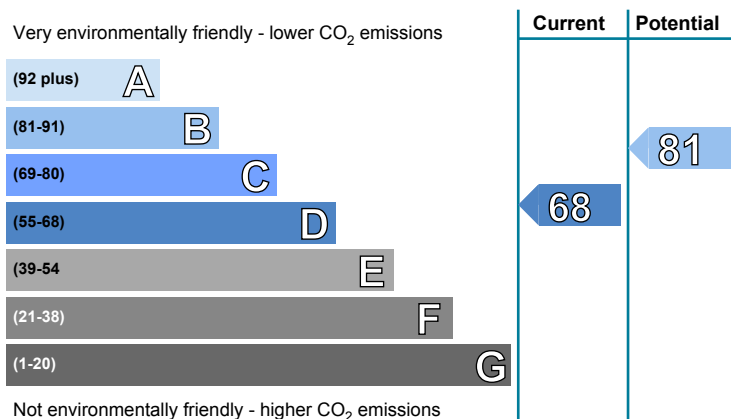 Very environmentally friendly - lower CO2 emissions
Current
Potential
(92 plus) A
(81-91) B
81
(69-80) C
(55-68) D
68
(39-54 E
(21-38) F
(1-20) G
Not environmentally friendly - higher CO2 emissions